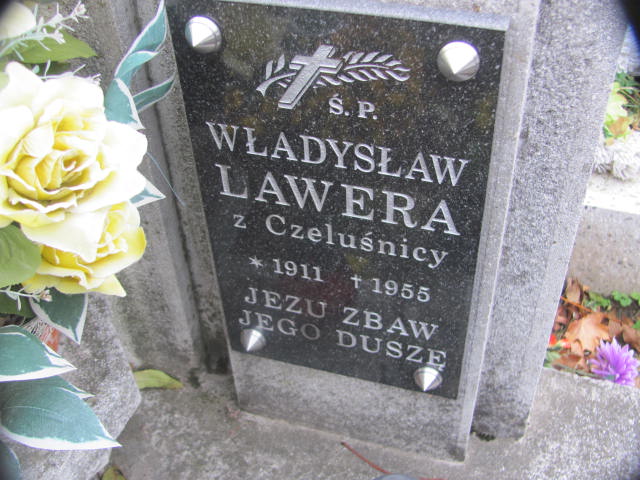 Ś. P.
WŁADYSŁAW
LAWERA
z Czeluśnicy
* 1911 † 1955
JEZU ZBAW
JEGO DUSZĘ